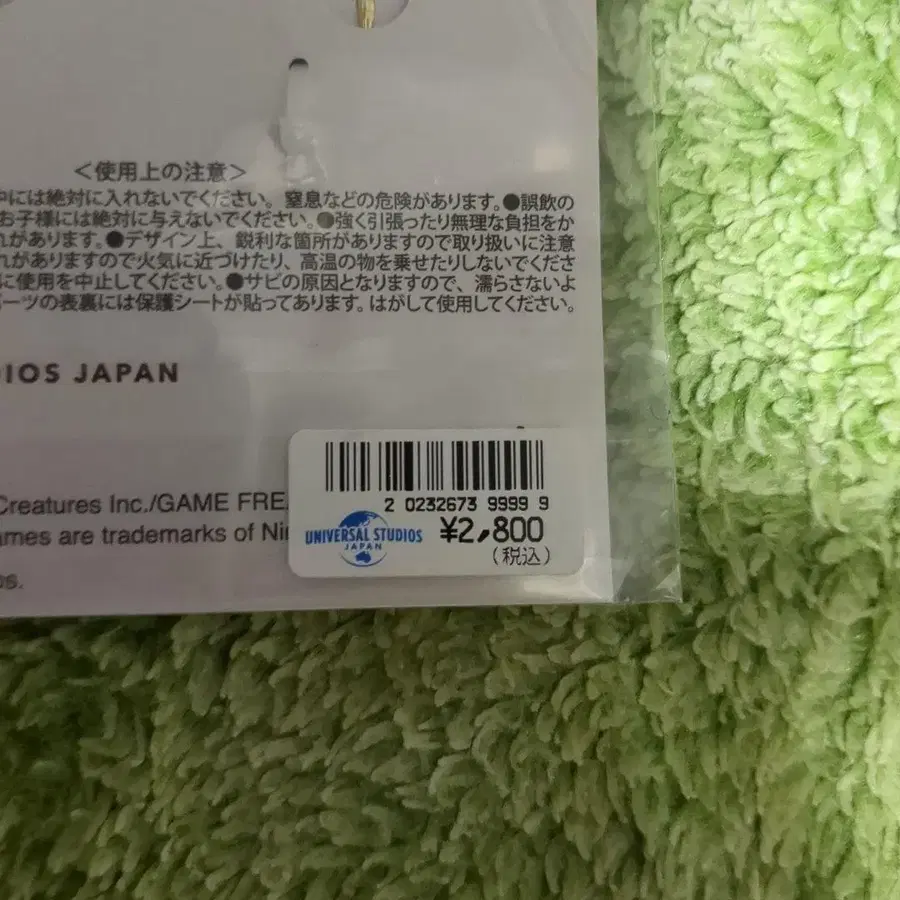 ＜使用上の注意＞
中には絶対に入れないでください。窒息などの危険があります。●誤飲の
お子様には絶対に与えないでください。●強く引張ったり無理な負担をか
れがあります。●デザイン上、鋭利な箇所がありますので取り扱いに注意
れがありますので火気に近づけたり、高温の物を乗せたりしないでくださ
に使用を中止してください。●サビの原因となりますので、濡らさないよ
パーツの表裏には保護シートが貼ってあります。はがして使用してください。
DIOS JAPAN
Creatures Inc./GAME FREA
ames are trademarks of Nin
os.
2 0232673 9999 9
UNIVERSAL STUDIOS
JAPAN
¥2,800
(税込)